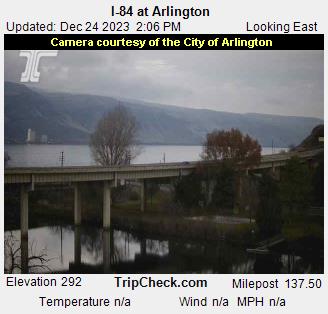 I-84 at Arlington
Updated: Dec 24 2023 2:06 PM Looking East
Camera courtesy of the City of Arlington
Elevation 292 TripCheck.com Milepost 137.50
Temperature n/a Wind n/a MPH n/a